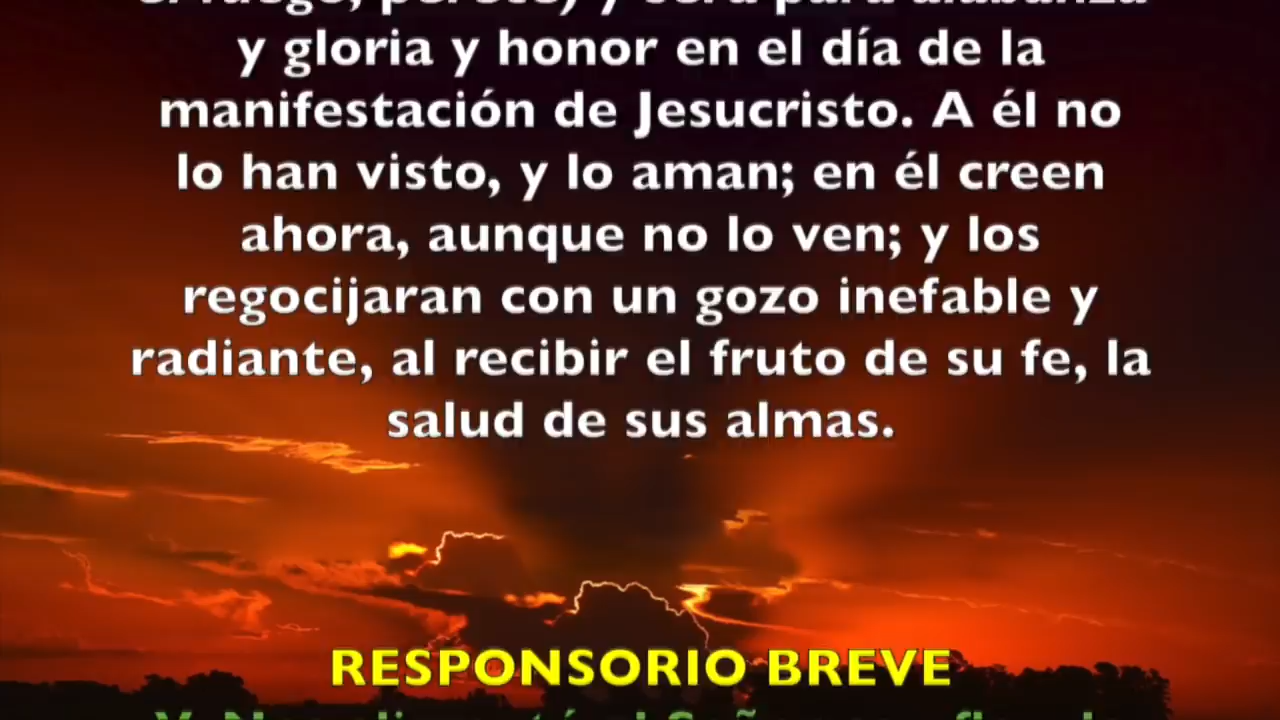 y gloria y honor en el día de la
manifestación de Jesucristo. A él no
lo han visto, y lo aman; en él creen
ahora, aunque no lo ven; y los
regocijaran con un gozo inefable y
radiante, al recibir el fruto de su fe, la
salud de sus almas.
RESPONSORIO BREVE